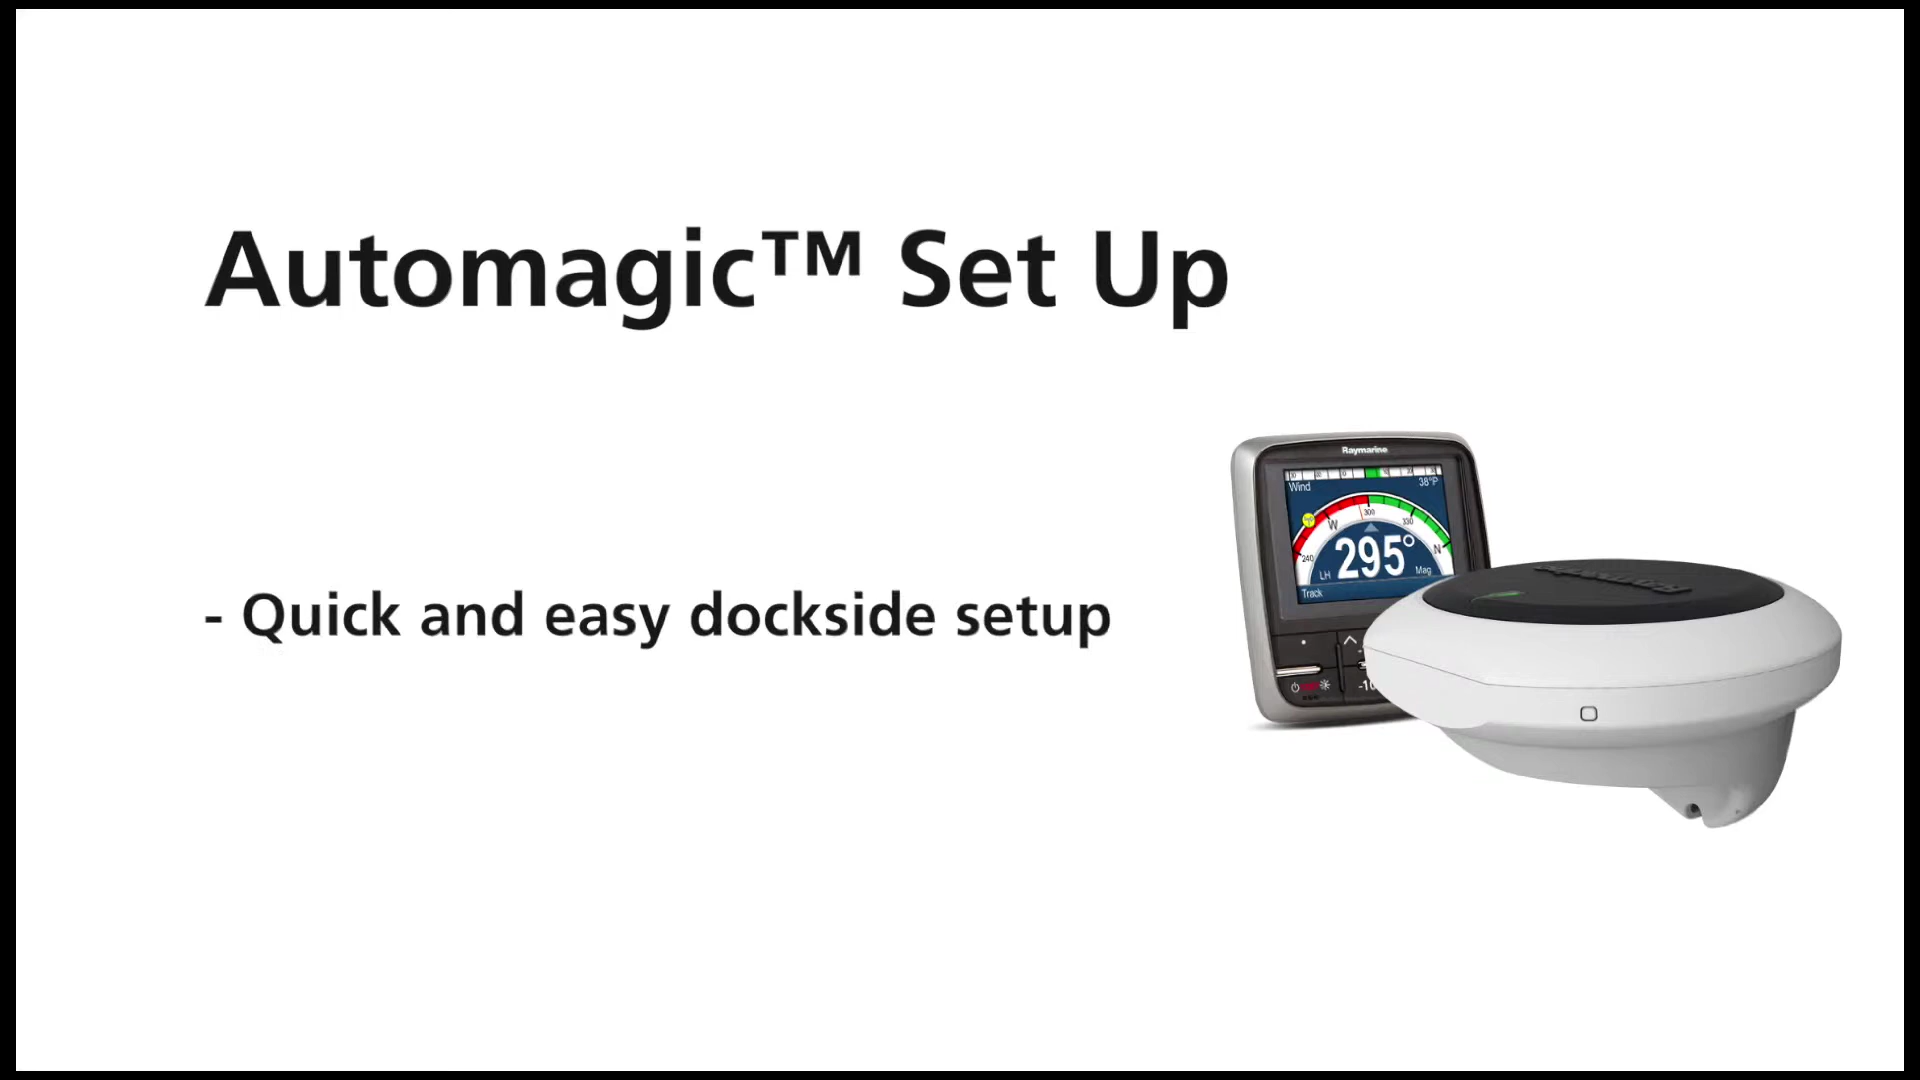 Automagic™ Set Up
- Quick and easy dockside setup
Raymarine
Wind
38°P
300
330
W
N
240
295°
LH
Mag
Track